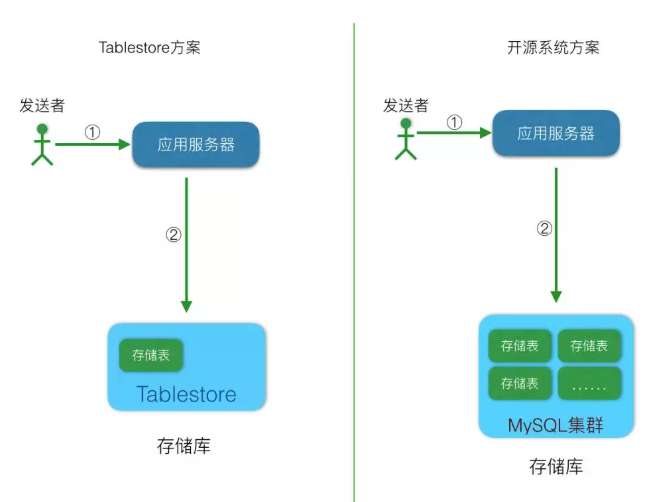 Tablestore方案
发送者
①
应用服务器
②
存储表
Tablestore
存储库
开源系统方案
发送者
①
应用服务器
②
存储表
存储表
存储表
......
MySQL集群
存储库